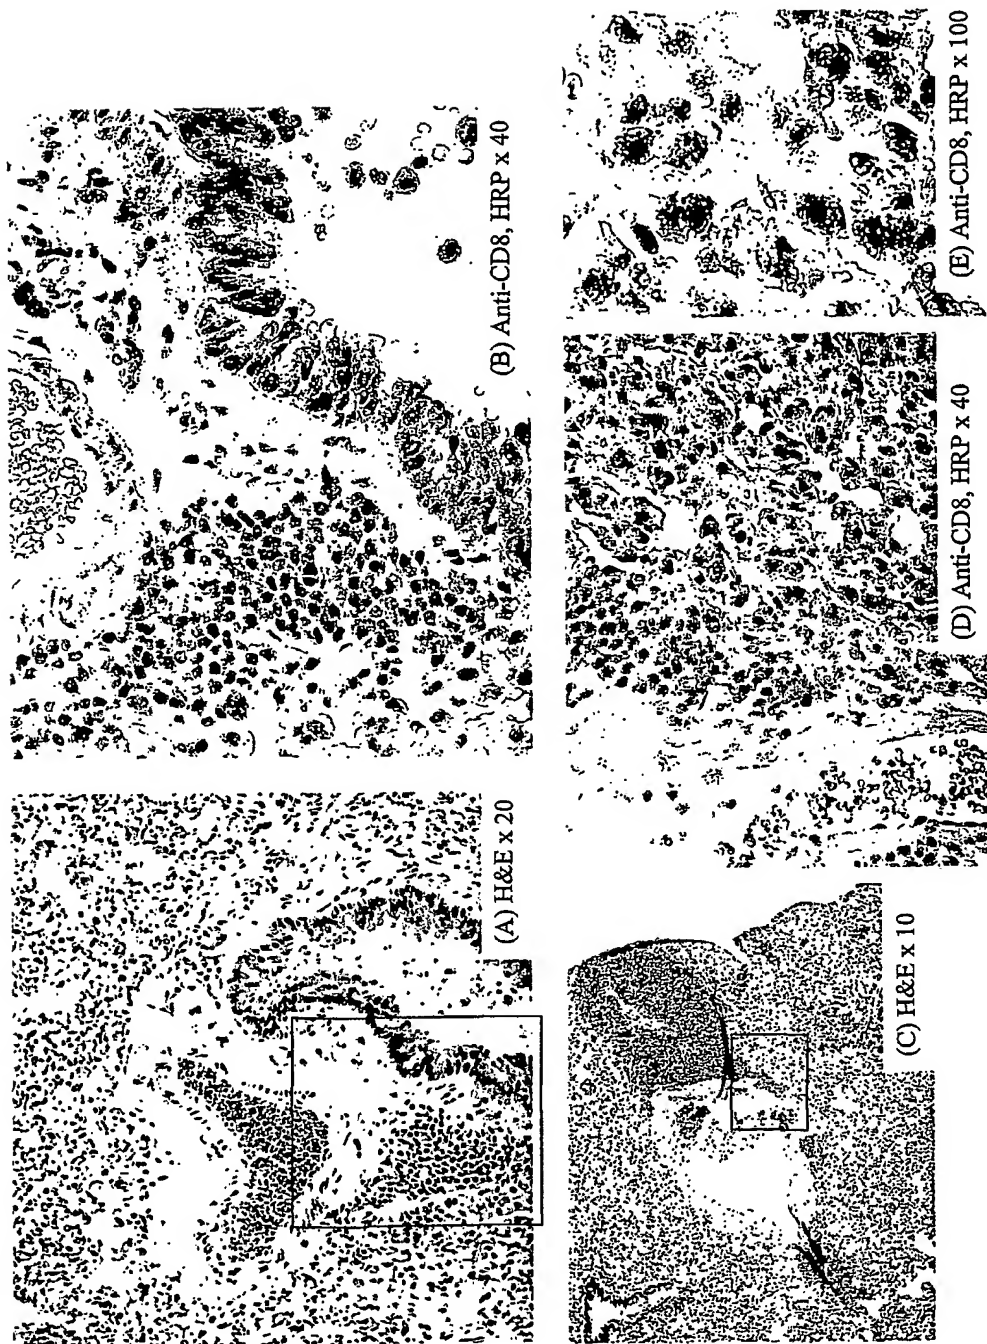 (A) H&E x 20
(B) Anti-CD8, HRP x 40
(C) H&E x 10
(D) Anti-CD8, HRP x 40
(E) Anti-CD8, HRP x 100